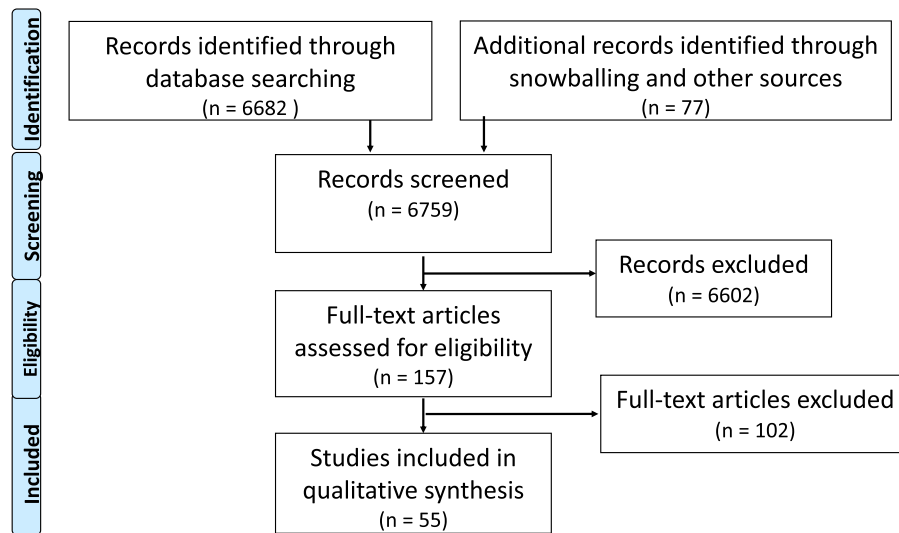 Identification
Records identified through
database searching
(n = 6682 )
Additional records identified through
snowballing and other sources
(n = 77)
Screening
Records screened
(n = 6759)
Records excluded
(n = 6602)
Eligibility
Full-text articles
assessed for eligibility
(n = 157)
Full-text articles excluded
(n = 102)
Included
Studies included in
qualitative synthesis
(n = 55)